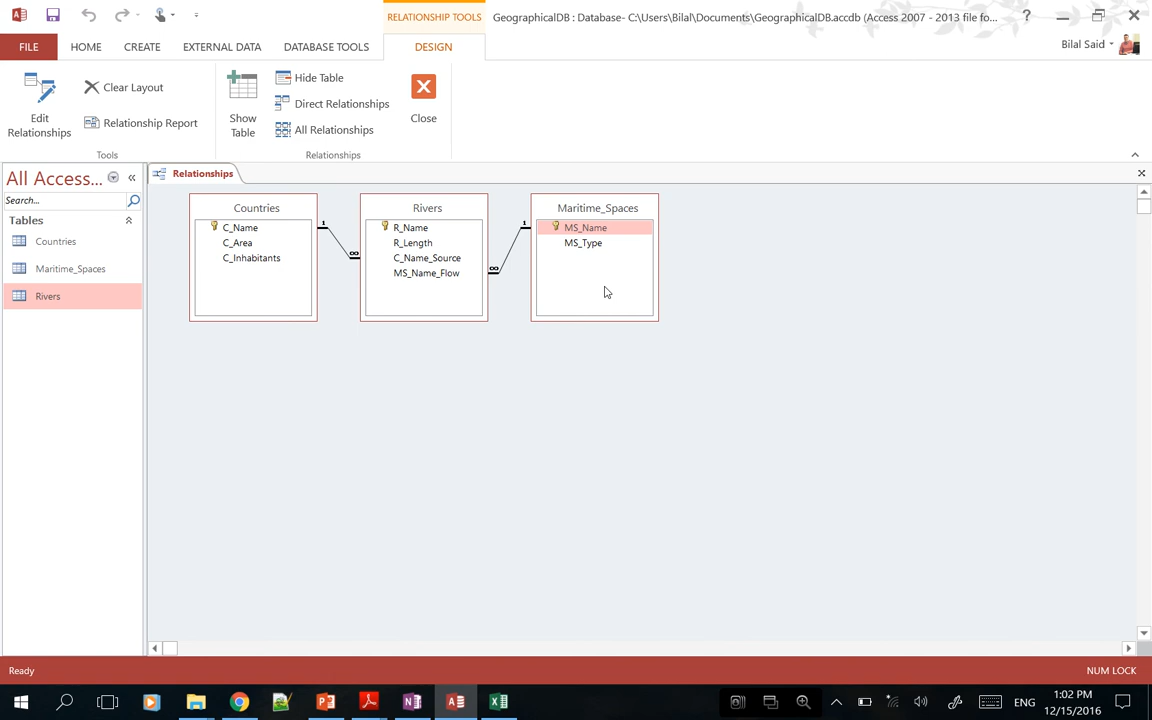 RELATIONSHIP TOOLS
GeographicalDB : Database- C:\Users\Bilal\Documents\GeographicalDB.accdb (Access 2007 - 2013 file fo...
?
FILE
HOME
CREATE
EXTERNAL DATA
DATABASE TOOLS
DESIGN
Bilal Said
Edit
Relationships
Clear Layout
Relationship Report
Tools
Show
Table
Hide Table
Direct Relationships
All Relationships
Close
Relationships
All Access...
Search...
Tables
Countries
Maritime_Spaces
Rivers
Relationships
Countries
C_Name
C_Area
C_Inhabitants
1
∞
Rivers
R_Name
R_Length
C_Name_Source
MS_Name_Flow
∞
1
Maritime_Spaces
MS_Name
MS_Type
Ready
NUM LOCK
ENG
1:02 PM
12/15/2016